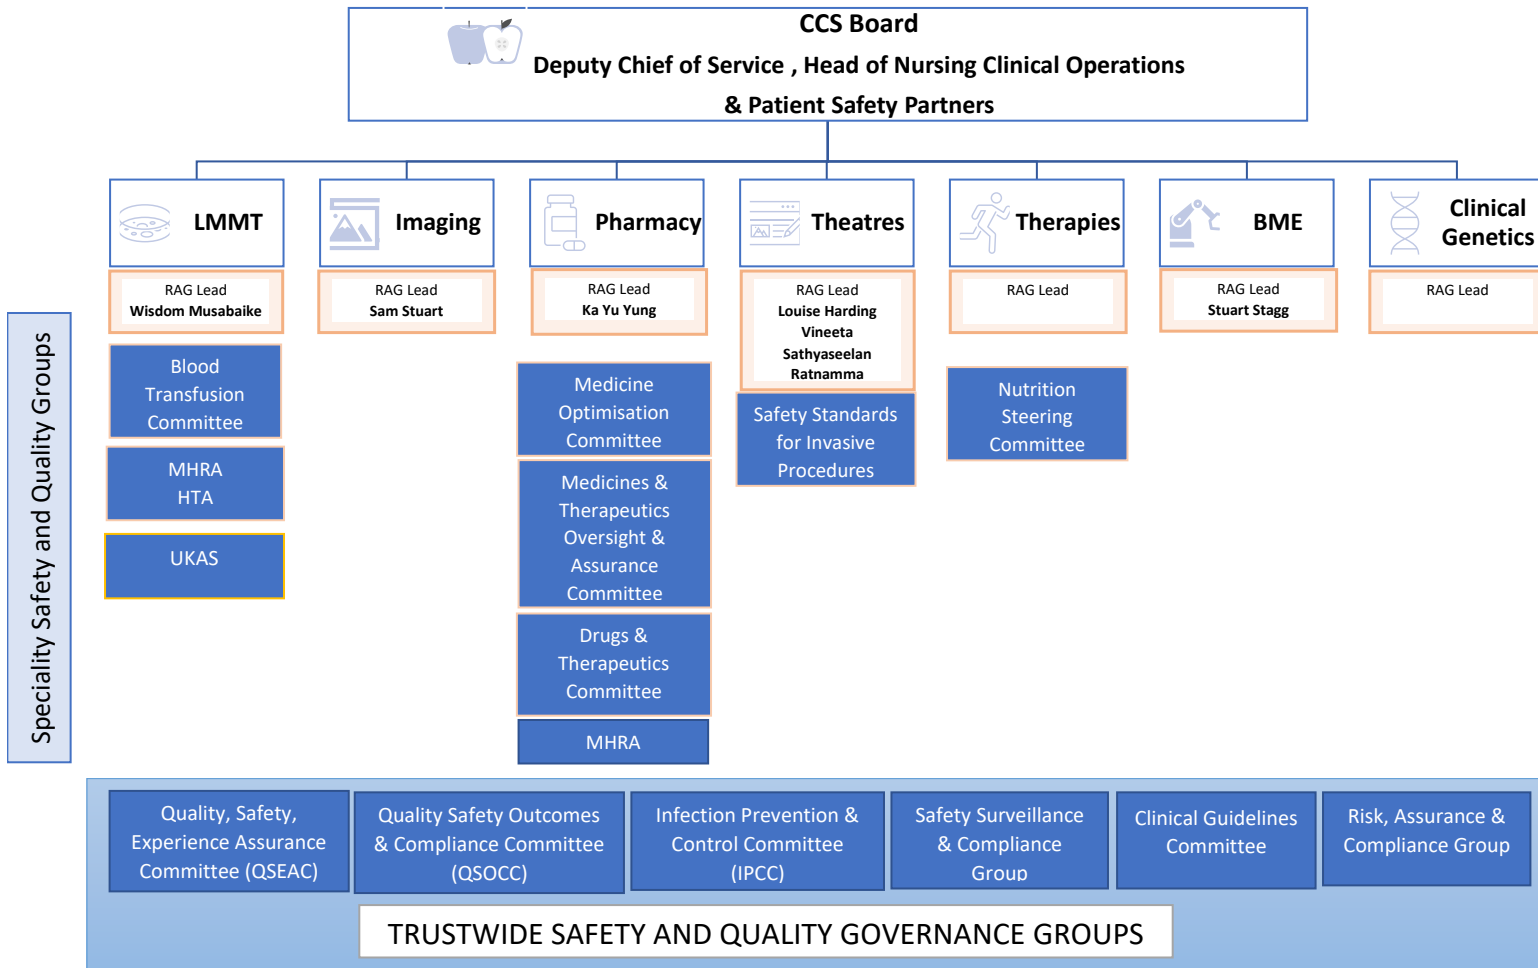 CCS Board
Deputy Chief of Service , Head of Nursing Clinical Operations
& Patient Safety Partners
LMMT
Imaging
Pharmacy
Theatres
Therapies
BME
Clinical
Genetics
RAG Lead
Wisdom Musabaike
RAG Lead
Sam Stuart
RAG Lead
Ka Yu Yung
RAG Lead
Louise Harding
Vineeta
Sathyaseelan
Ratnamma
RAG Lead
RAG Lead
Stuart Stagg
RAG Lead
Speciality Safety and Quality Groups
Blood
Transfusion
Committee
MHRA
HTA
UKAS
Medicine
Optimisation
Committee
Medicines &
Therapeutics
Oversight &
Assurance
Committee
Drugs &
Therapeutics
Committee
MHRA
Safety Standards
for Invasive
Procedures
Nutrition
Steering
Committee
Quality, Safety,
Experience Assurance
Committee (QSEAC)
Quality Safety Outcomes
& Compliance Committee
(QSOCC)
Infection Prevention &
Control Committee
(IPCC)
Safety Surveillance
& Compliance
Group
Clinical Guidelines
Committee
Risk, Assurance &
Compliance Group
TRUSTWIDE SAFETY AND QUALITY GOVERNANCE GROUPS